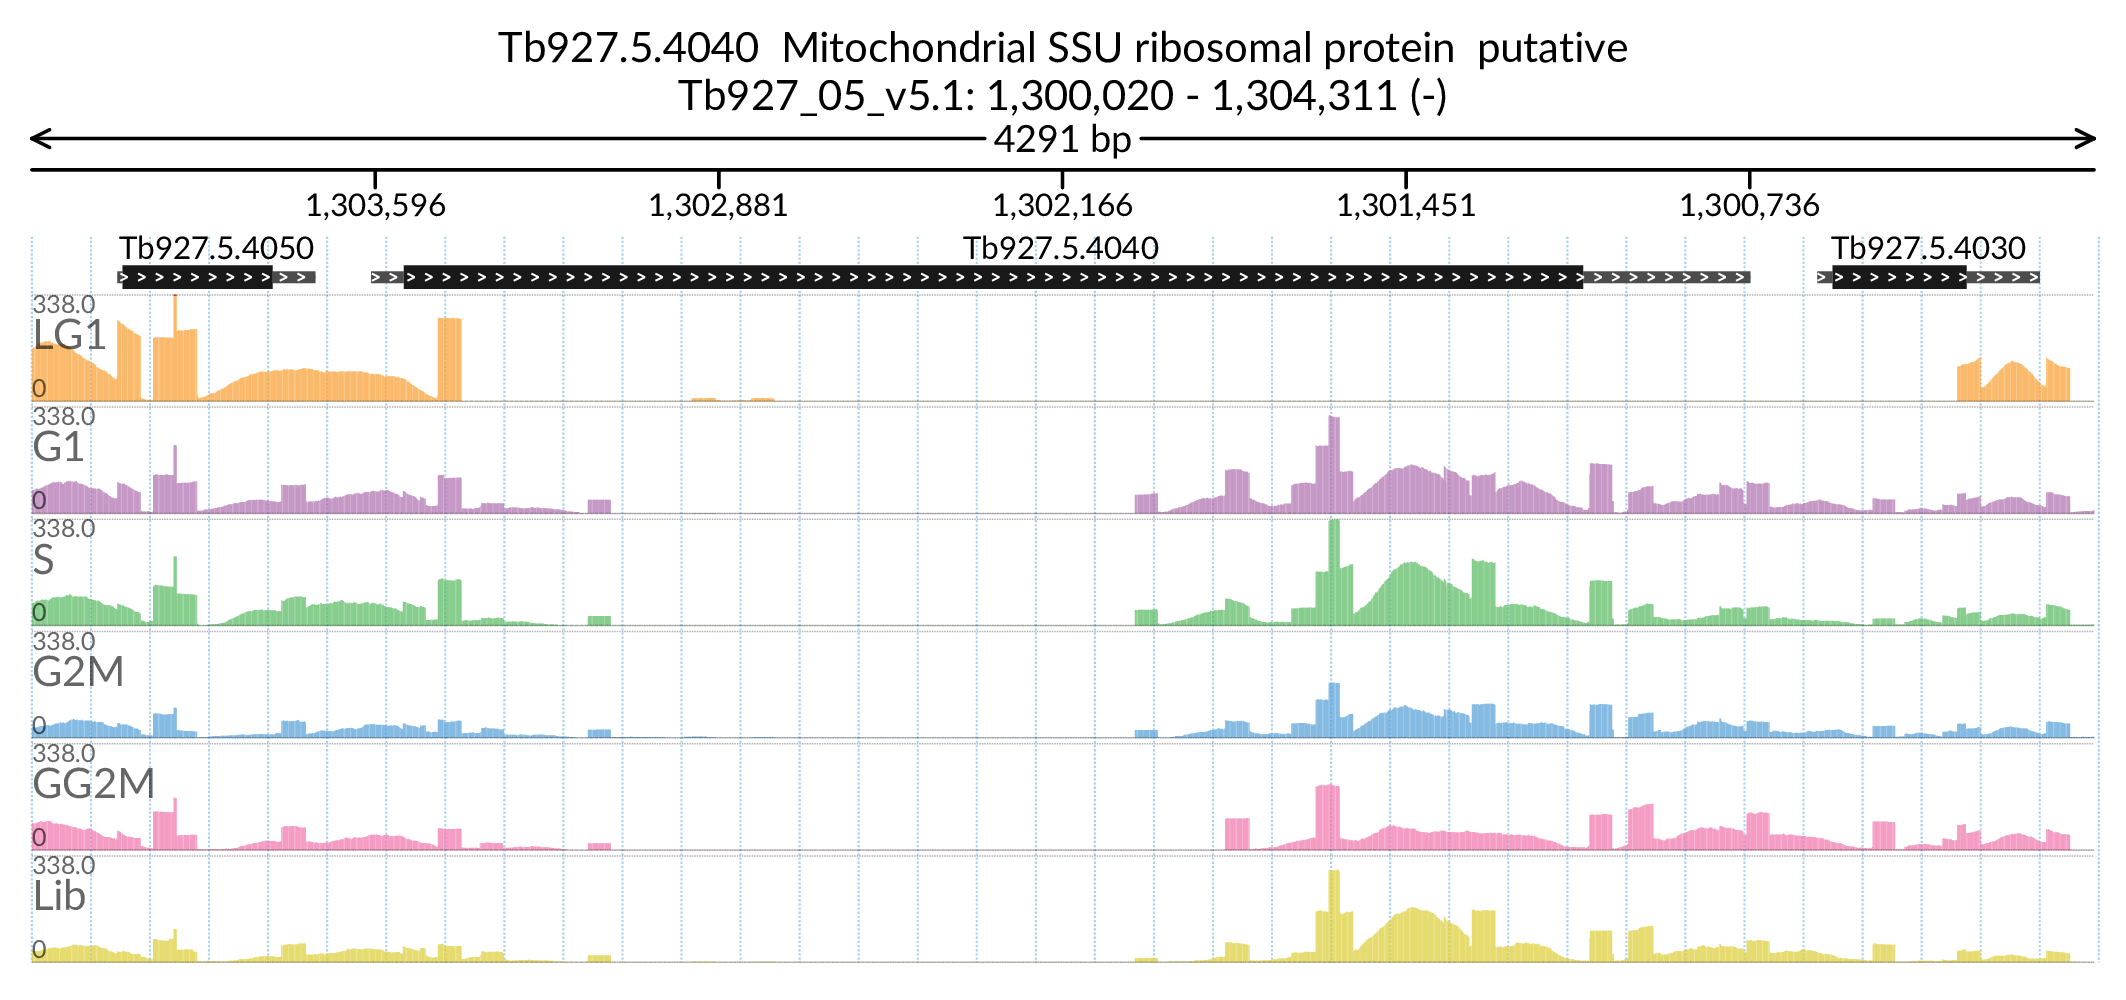 Tb927.5.4040  Mitochondrial SSU ribosomal protein  putative
Tb927_05_v5.1: 1,300,020 - 1,304,311 (-)
4291 bp
1,303,596 1,302,881 1,302,166 1,301,451 1,300,736
Tb927.5.4050 Tb927.5.4040 Tb927.5.4030
338.0
LG1
0
338.0
G1
0
338.0
S
0
338.0
G2M
0
338.0
GG2M
0
338.0
Lib
0